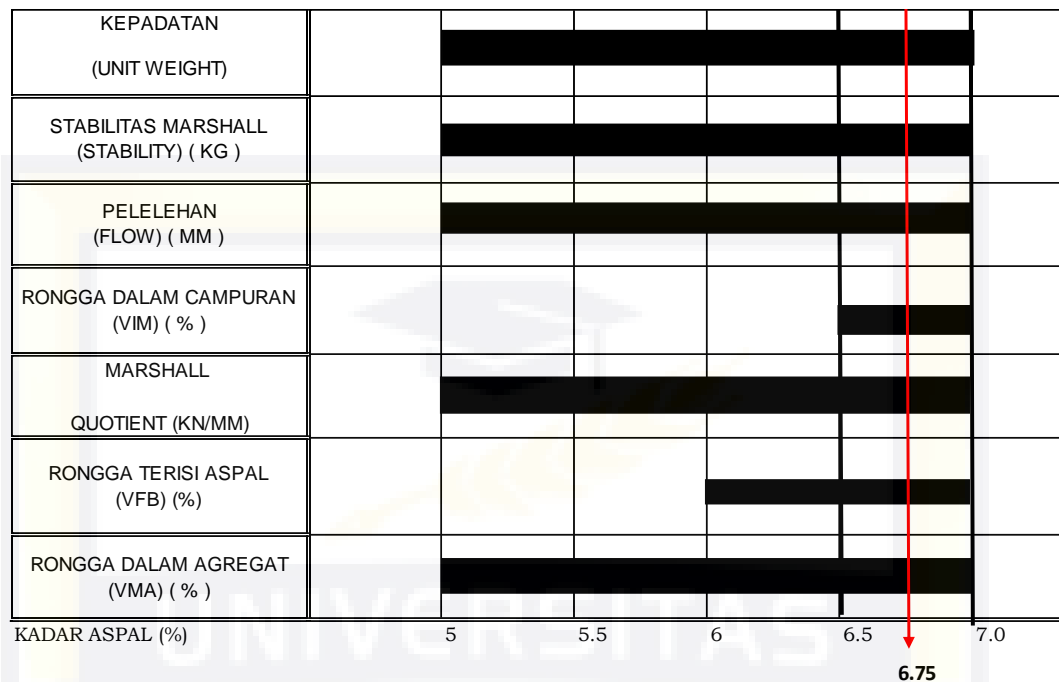 KEPADATAN
(UNIT WEIGHT)
STABILITAS MARSHALL
(STABILITY) ( KG )
PELELEHAN
(FLOW) ( MM )
RONGGA DALAM CAMPURAN
(VIM) ( % )
MARSHALL
QUOTIENT (KN/MM)
RONGGA TERISI ASPAL
(VFB) (%)
RONGGA DALAM AGREGAT
(VMA) ( % )
UNIVERSITAS
KADAR ASPAL (%) 5 5.5 6 6.5 7.0
6.75